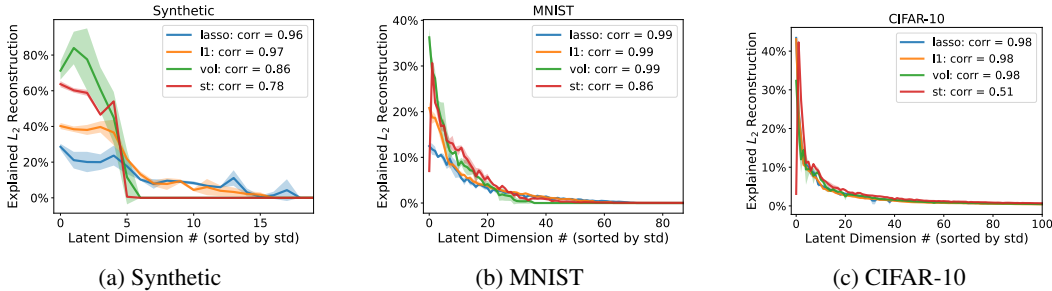 Synthetic
Explained L₂ Reconstruction
80%
60%
40%
20%
0%
lasso: corr = 0.96
l1: corr = 0.97
vol: corr = 0.86
st: corr = 0.78
0 5 10 15
Latent Dimension # (sorted by std)
(a) Synthetic
MNIST
Explained L₂ Reconstruction
40%
30%
20%
10%
0%
lasso: corr = 0.99
l1: corr = 0.99
vol: corr = 0.99
st: corr = 0.86
0 20 40 60 80
Latent Dimension # (sorted by std)
(b) MNIST
CIFAR-10
Explained L₂ Reconstruction
40%
30%
20%
10%
0%
lasso: corr = 0.98
l1: corr = 0.98
vol: corr = 0.98
st: corr = 0.51
0 20 40 60 80 100
Latent Dimension # (sorted by std)
(c) CIFAR-10